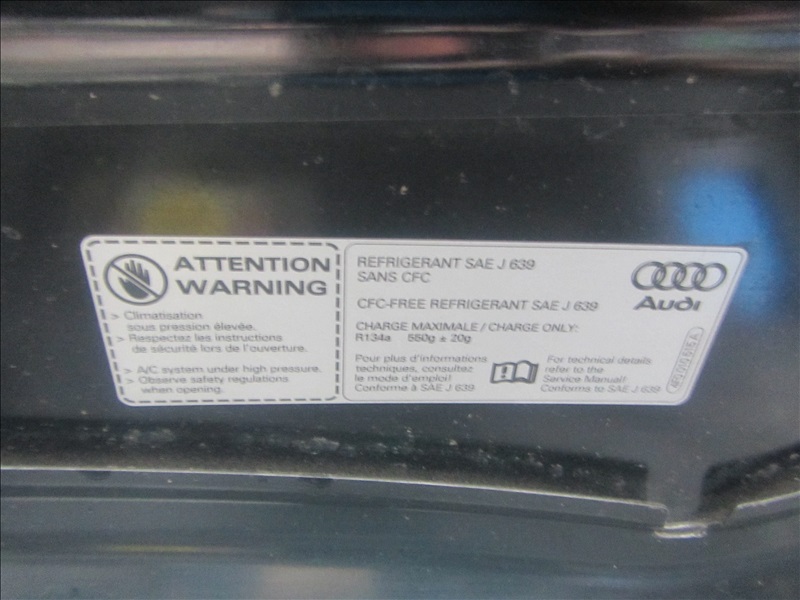 ATTENTION
WARNING
> Climatisation
sous pression élevée.
> Respectez les instructions
de sécurité lors de l'ouverture.
> A/C system under high pressure.
> Observe safety regulations
when opening.
REFRIGERANT SAE J 639
SANS CFC
CFC-FREE REFRIGERANT SAE J 639
CHARGE MAXIMALE / CHARGE ONLY:
R134a 550g ± 20g
Pour plus d'informations
techniques, consultez
le mode d'emploi!
Conforme à SAE J 639
For technical details
refer to the
Service Manual!
Conforms to SAE J 639
Audi